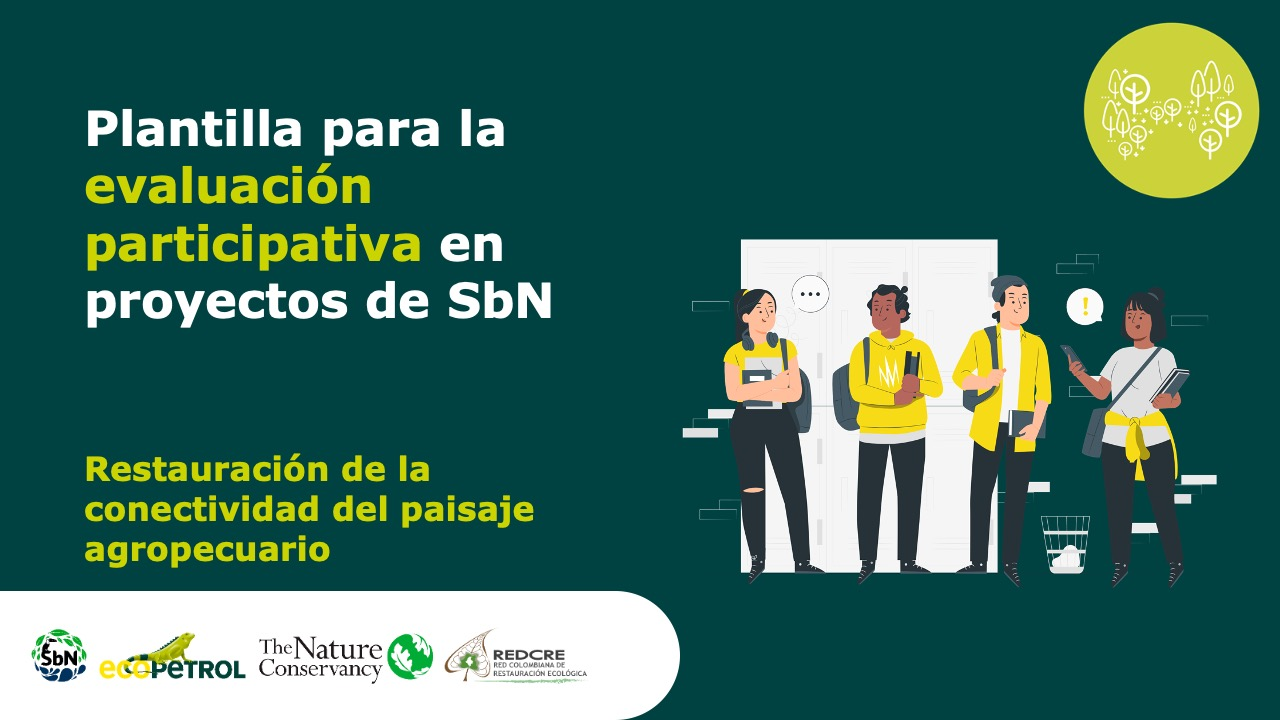 Plantilla para la
evaluación
participativa en
proyectos de SbN
Restauración de la
conectividad del paisaje
agropecuario
SbN
ecoPETROL
The Nature
Conservancy
REDCRE
RED COLOMBIANA DE
RESTAURACIÓN ECOLÓGICA